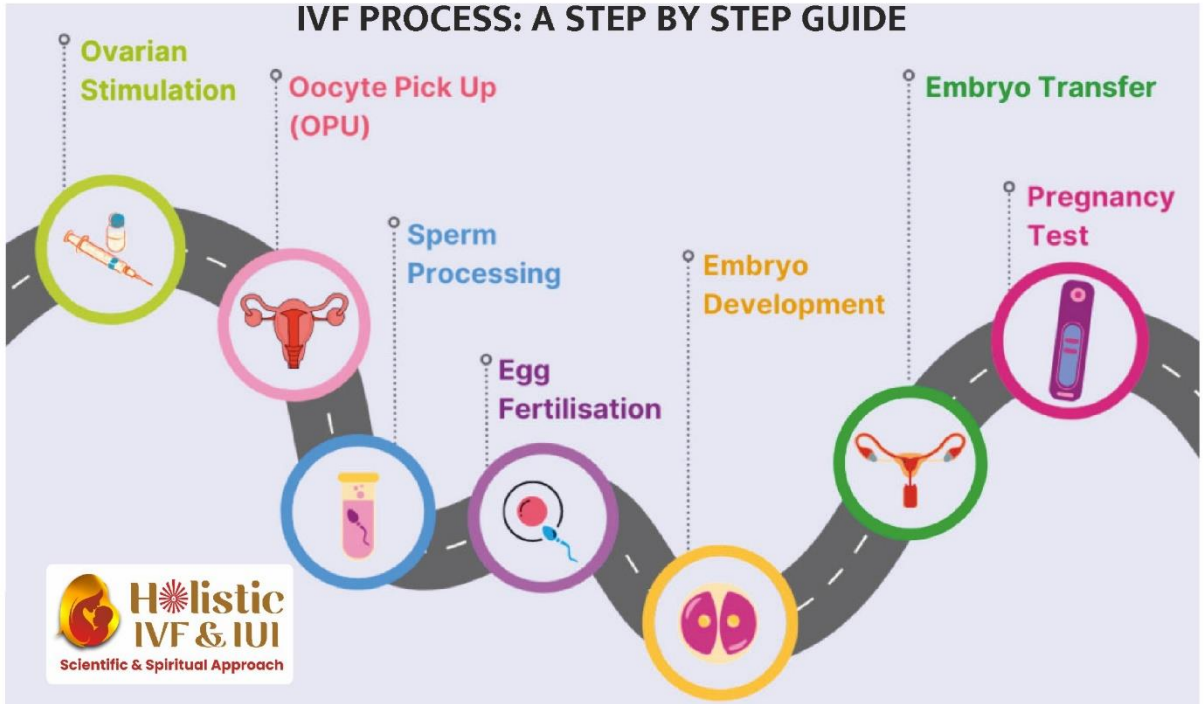 IVF PROCESS: A STEP BY STEP GUIDE
Ovarian
Stimulation
Oocyte Pick Up
(OPU)
Sperm
Processing
Egg
Fertilisation
Embryo
Development
Embryo Transfer
Pregnancy
Test
Holistic
IVF & IUI
Scientific & Spiritual Approach